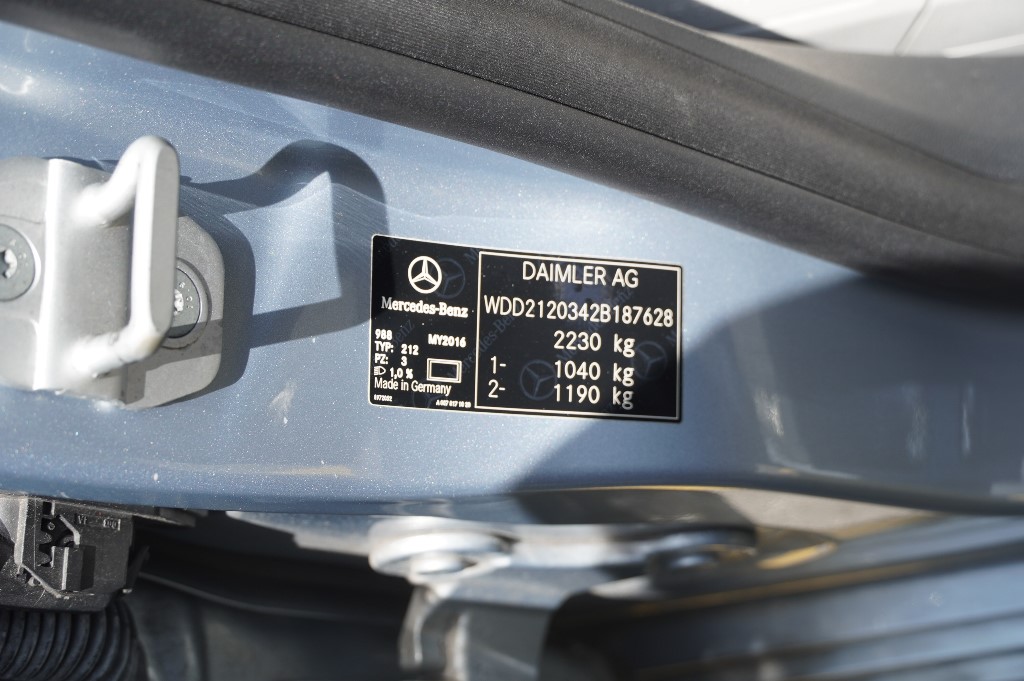 Mercedes-Benz
988
MY2016
TYP: 212
PZ: 3
1,0 %
Made in Germany
DAIMLER AG
WDD2120342B187628
2230 kg
1- 1040 kg
2- 1190 kg